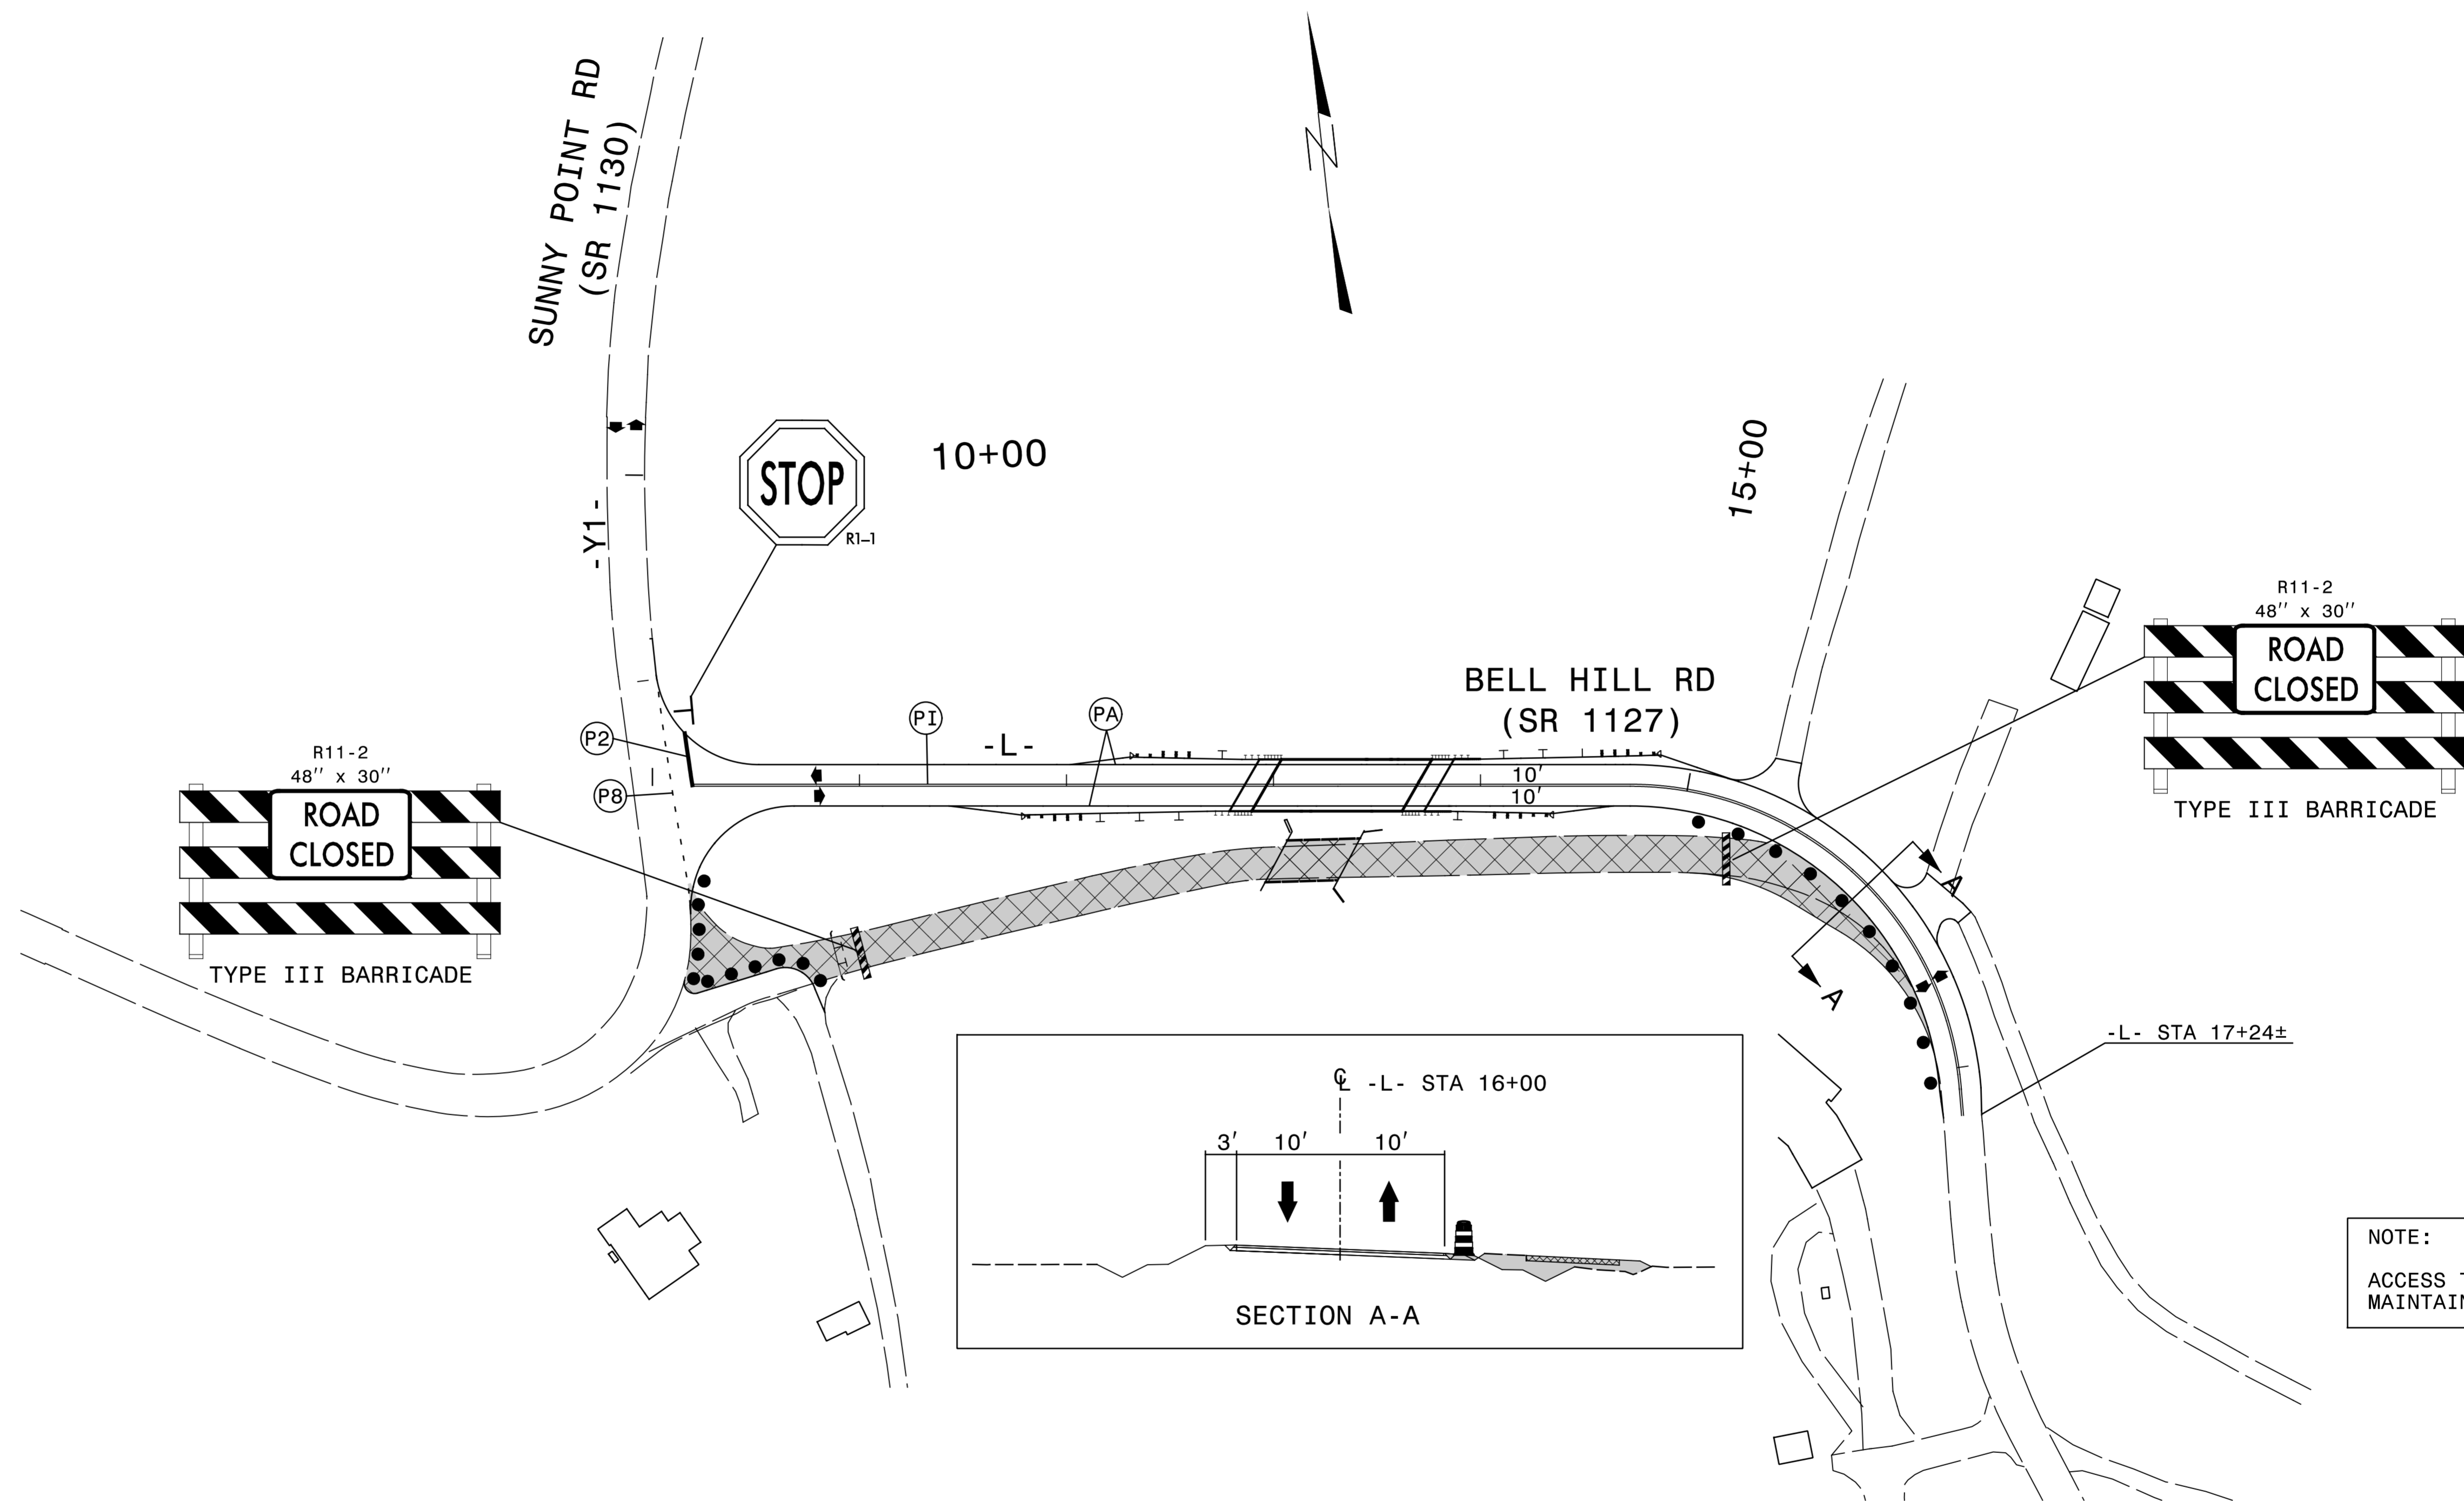 SUNNY POINT RD
(SR 1130)
-Y1-
STOP
R1-1
10+00
15+00
R11-2
48" x 30"
ROAD
CLOSED
TYPE III BARRICADE
BELL HILL RD
(SR 1127)
PI
PA
-L-
P2
P8
10'
10'
R11-2
48" x 30"
ROAD
CLOSED
TYPE III BARRICADE
A
A
-L- STA 17+24±
℄ -L- STA 16+00
3' 10' 10'
SECTION A-A
NOTE:
ACCESS
MAINTAIN